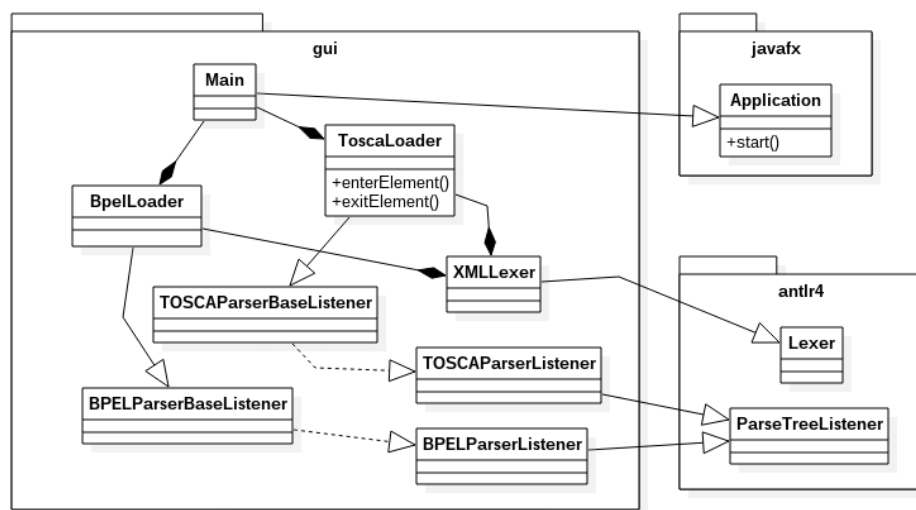 gui
javafx
Main
Application
+start()
ToscaLoader
+enterElement()
+exitElement()
BpelLoader
XMLLexer
antlr4
TOSCAParserBaseListener
Lexer
TOSCAParserListener
BPELParserBaseListener
ParseTreeListener
BPELParserListener